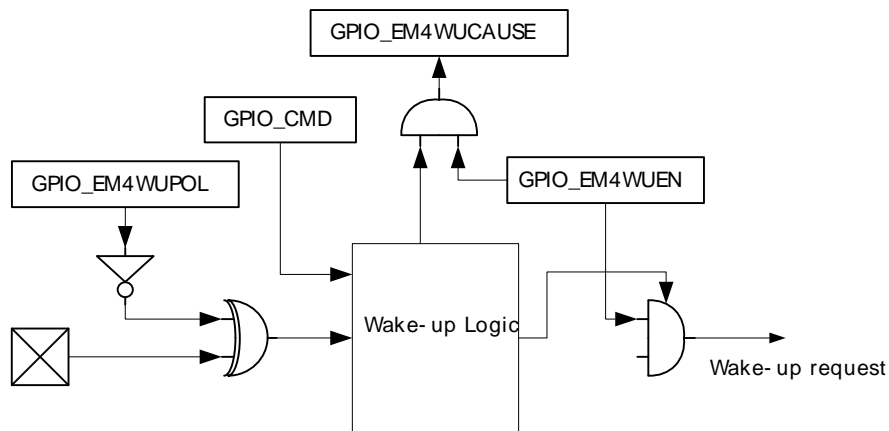 GPIO_EM4WUCAUSE
GPIO_CMD
GPIO_EM4WUPOL
GPIO_EM4WUEN
Wake-up Logic
Wake-up request